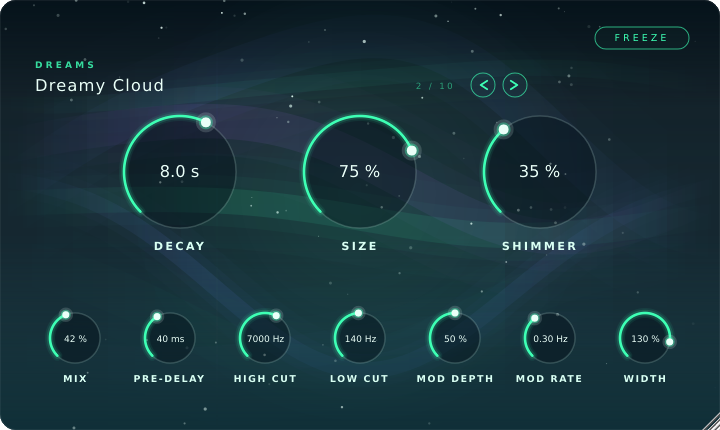 FREEZE
DREAMS
Dreamy Cloud
2 / 10
8.0 s
75 %
35 %
DECAY
SIZE
SHIMMER
42 %
40 ms
7000 Hz
140 Hz
50 %
0.30 Hz
130 %
MIX
PRE-DELAY
HIGH CUT
LOW CUT
MOD DEPTH
MOD RATE
WIDTH